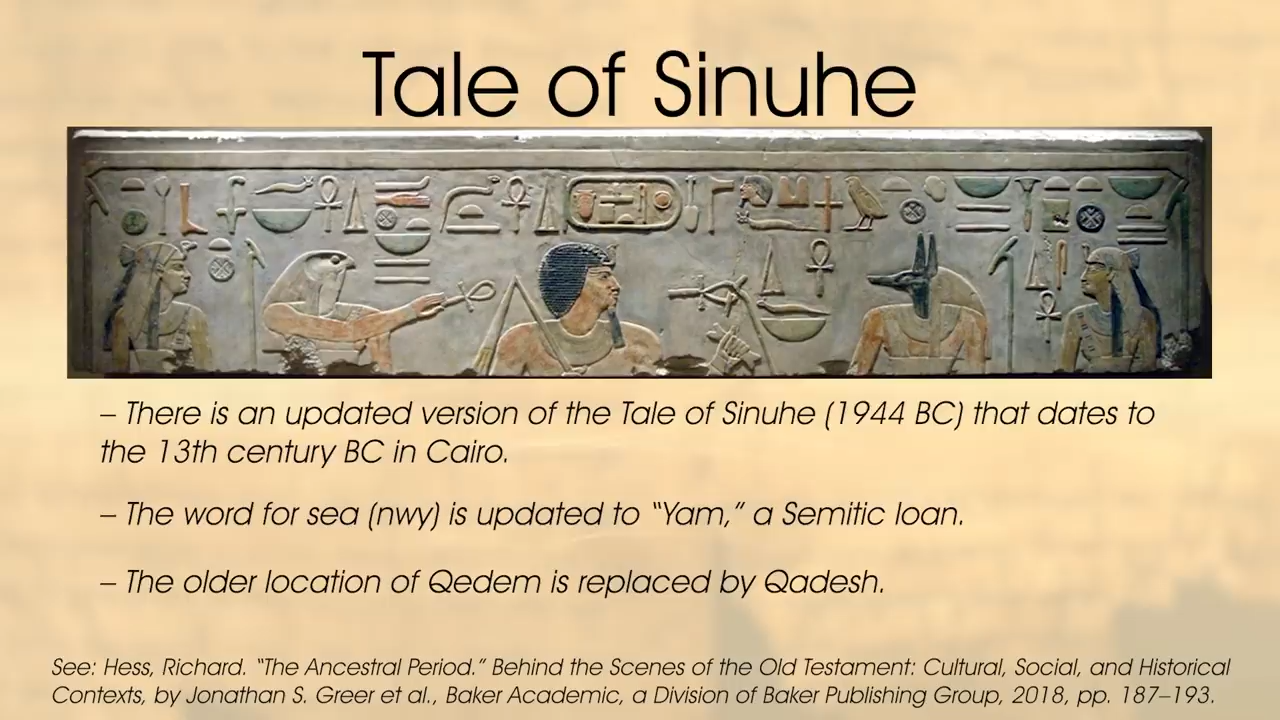 Tale of Sinuhe
– There is an updated version of the Tale of Sinuhe (1944 BC) that dates to
the 13th century BC in Cairo.
– The word for sea (nwy) is updated to “Yam,” a Semitic loan.
– The older location of Qedem is replaced by Qadesh.
See: Hess, Richard. “The Ancestral Period.” Behind the Scenes of the Old Testament: Cultural, Social, and Historical
Contexts, by Jonathan S. Greer et al., Baker Academic, a Division of Baker Publishing Group, 2018, pp. 187–193.